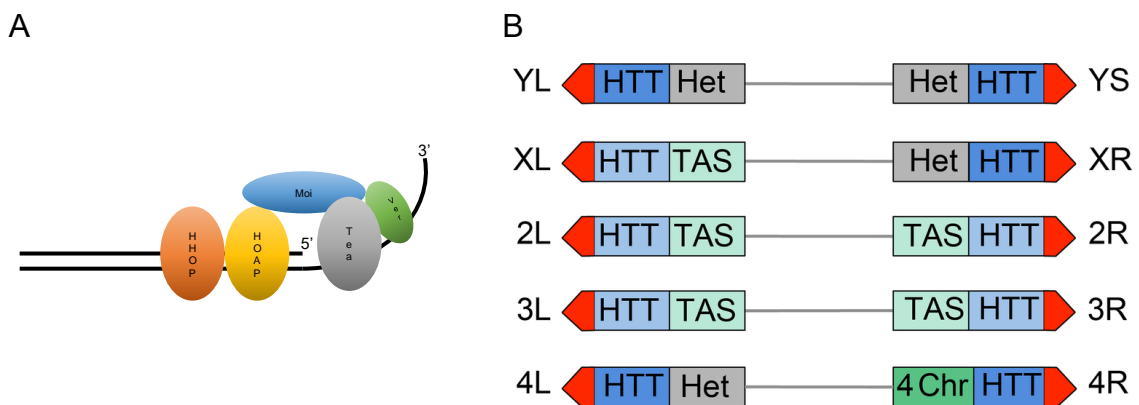 A
B
Moi
Ver
3'
HHOP
HOAP
5'
Tea
YL HTT Het Het HTT YS
XL HTT TAS Het HTT XR
2L HTT TAS TAS HTT 2R
3L HTT TAS TAS HTT 3R
4L HTT Het 4 Chr HTT 4R